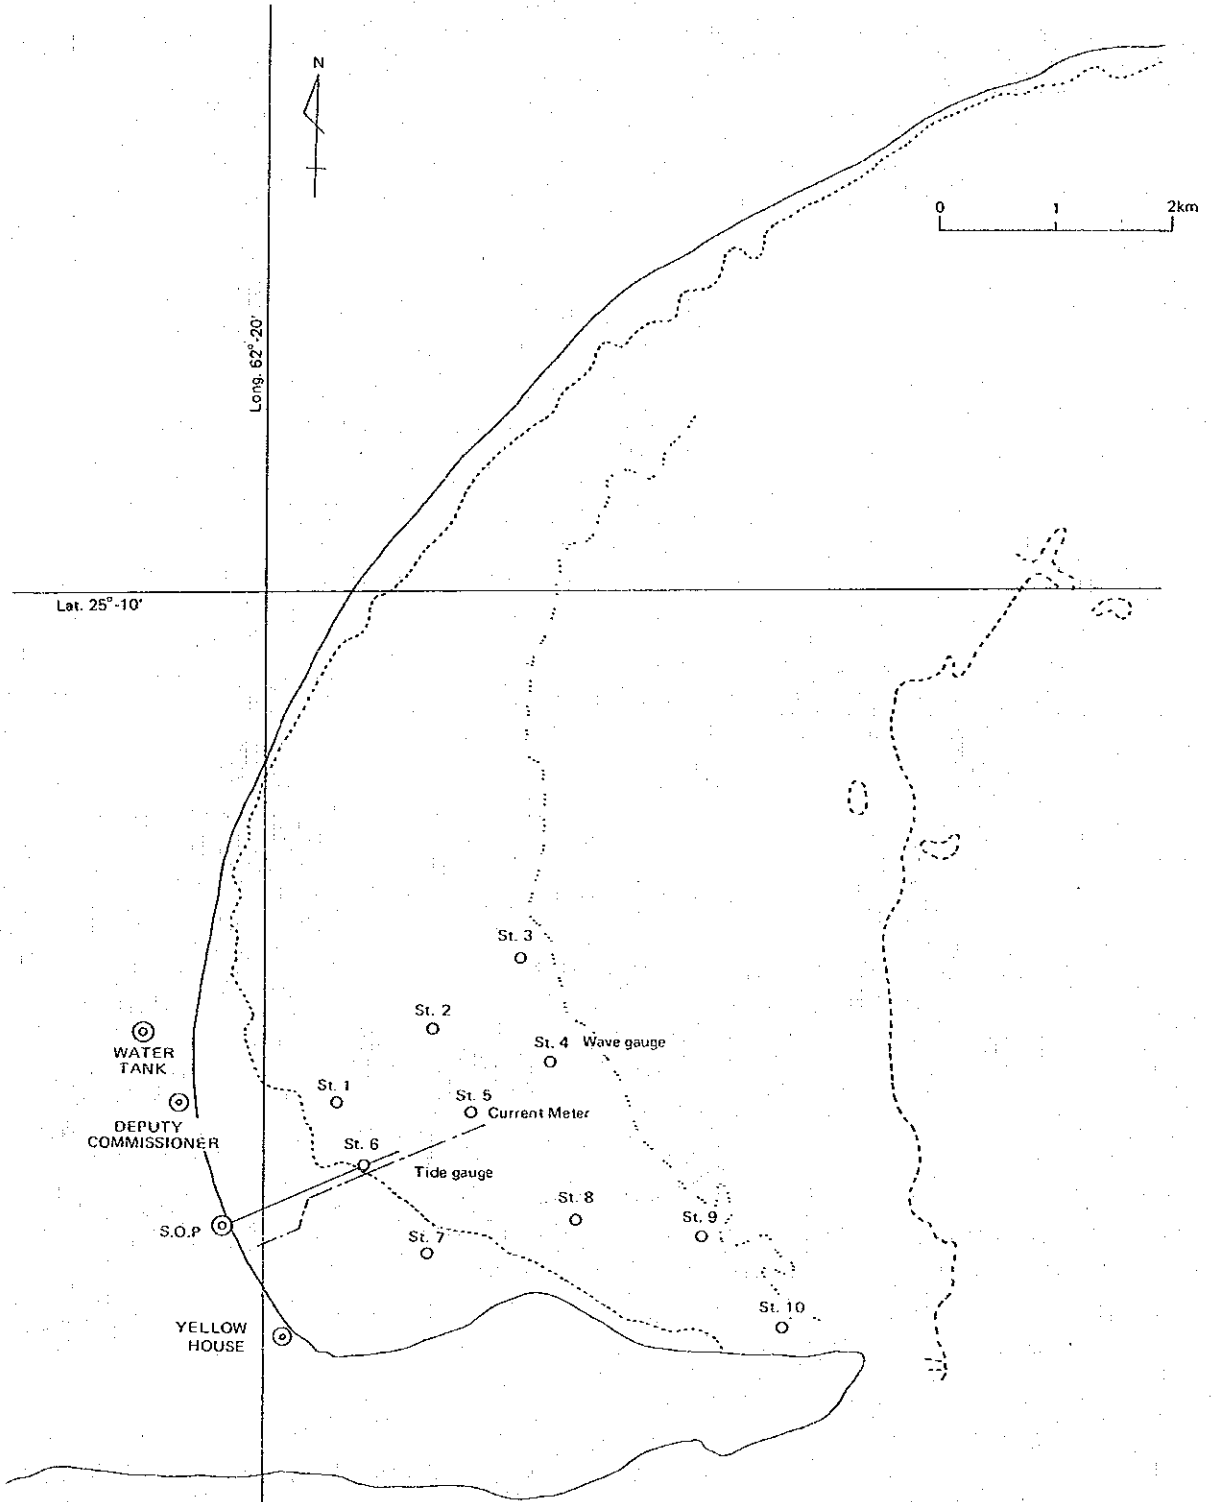 N
0 1 2km
Long. 62°-20'
Lat. 25°-10'
St. 3
St. 2
St. 4 Wave gauge
WATER
TANK
St. 1
St. 5
Current Meter
DEPUTY
COMMISSIONER
St. 6
Tide gauge
St. 8
S.O.P
St. 7
St. 9
St. 10
YELLOW
HOUSE